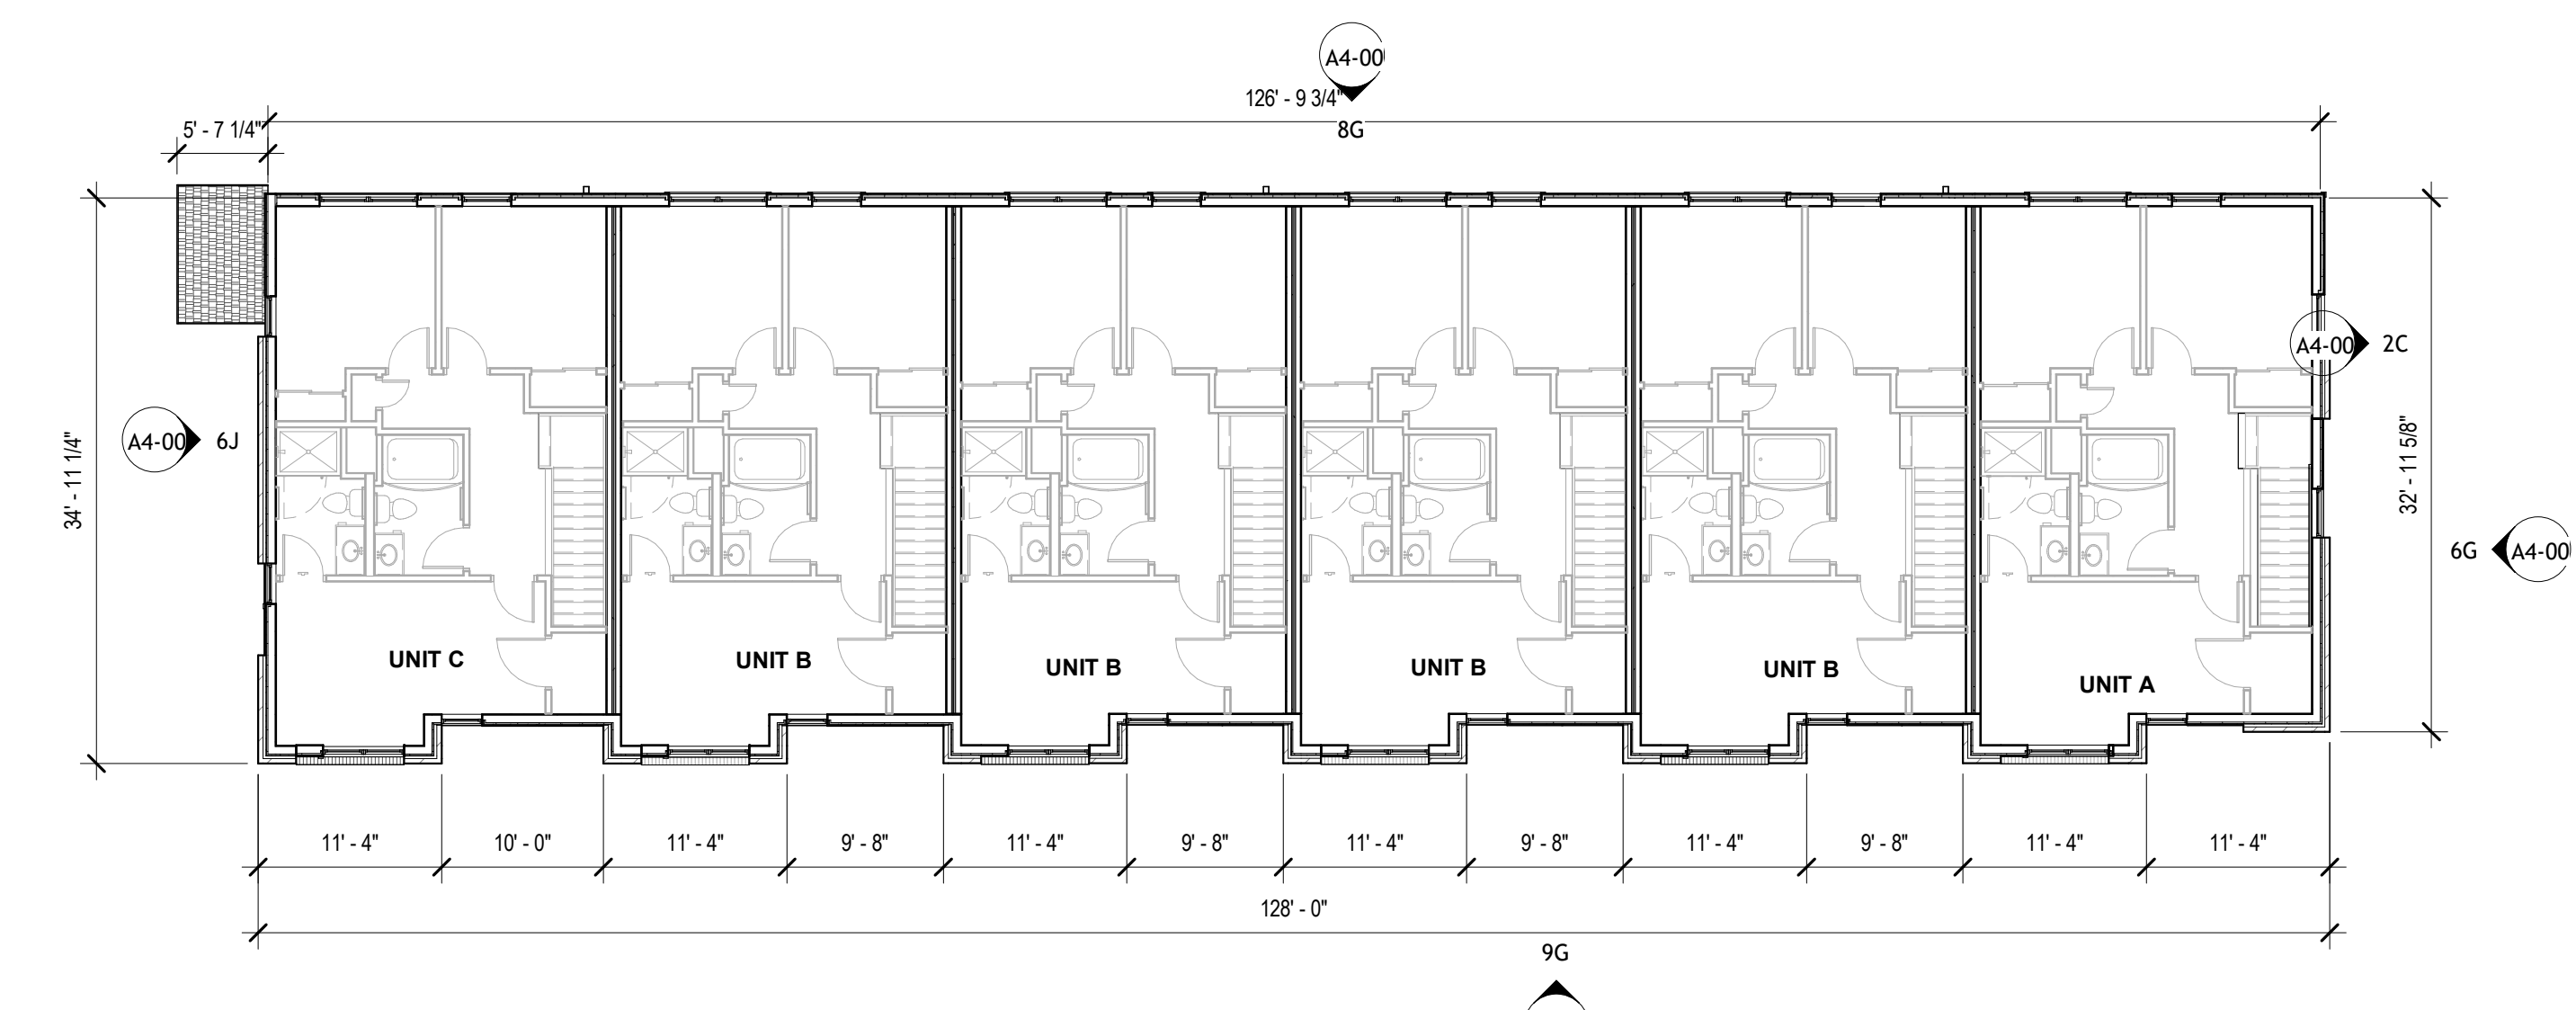 A4-00
126' - 9 3/4"
5' - 7 1/4"
8G
A4-00 2C
34' - 11 1/4"
A4-00 6J
32' - 11 5/8"
6G A4-00
UNIT C
UNIT B
UNIT B
UNIT B
UNIT B
UNIT A
11' - 4" 10' - 0" 11' - 4" 9' - 8" 11' - 4" 9' - 8" 11' - 4" 9' - 8" 11' - 4" 9' - 8" 11' - 4" 11' - 4"
128' - 0"
9G